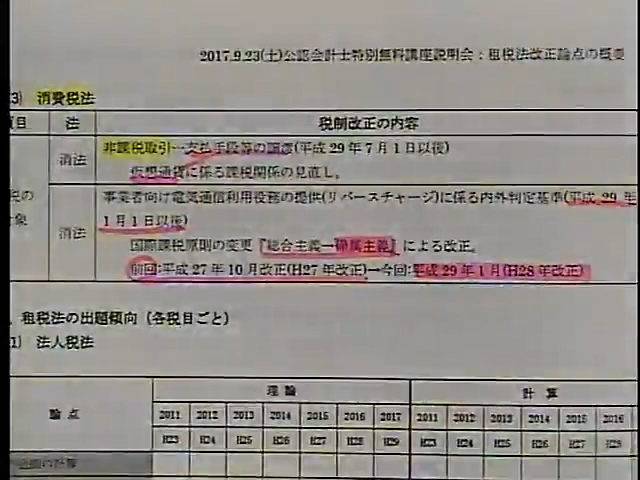 2017.9.23(土)公認会計士特別無料講座説明会：租税法改正論点の概要
3) 消費税法
項目 法 税制改正の内容
消法 非課税取引→支払手段等の譲渡(平成29年7月1日以後)
仮想通貨に係る課税関係の見直し。
の
象
消法 事業者向け電気通信利用役務の提供(リバースチャージ)に係る内外判定基準(平成29年
1月1日以後)
国際課税原則の変更『総合主義→帰属主義』による改正。
前回：平成27年10月改正(H27年改正)→今回：平成29年1月(H28年改正)
租税法の出題傾向（各税目ごと）
1) 法人税法
論点 理論 計算
2011 2012 2013 2014 2015 2016 2017 2011 2012 2013 2014 2015 2016
H23 H24 H25 H26 H27 H28 H29 H23 H24 H25 H26 H27 H28
の計算